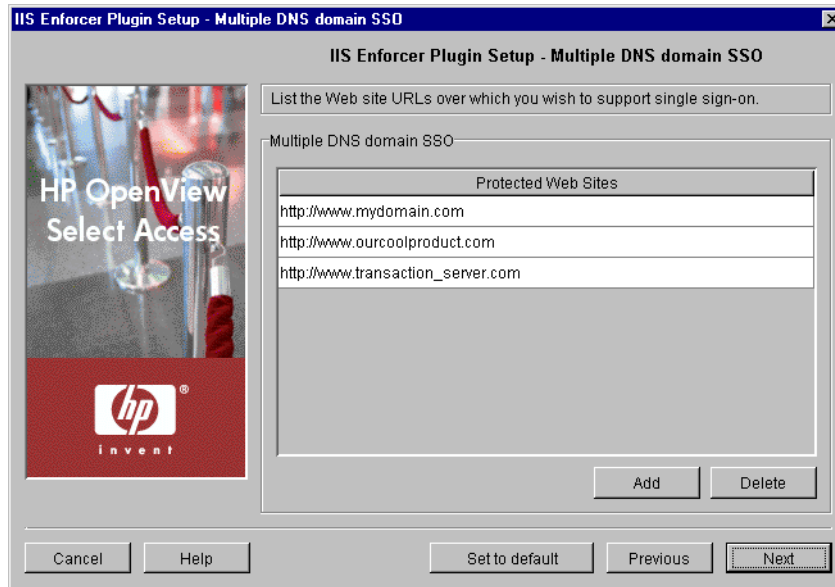 IIS Enforcer Plugin Setup - Multiple DNS domain SSO
IIS Enforcer Plugin Setup - Multiple DNS domain SSO
HP OpenView
Select Access
hp
®
invent
List the Web site URLs over which you wish to support single sign-on.
Multiple DNS domain SSO
Protected Web Sites
http://www.mydomain.com
http://www.ourcoolproduct.com
http://www.transaction_server.com
Add
Delete
Cancel
Help
Set to default
Previous
Next